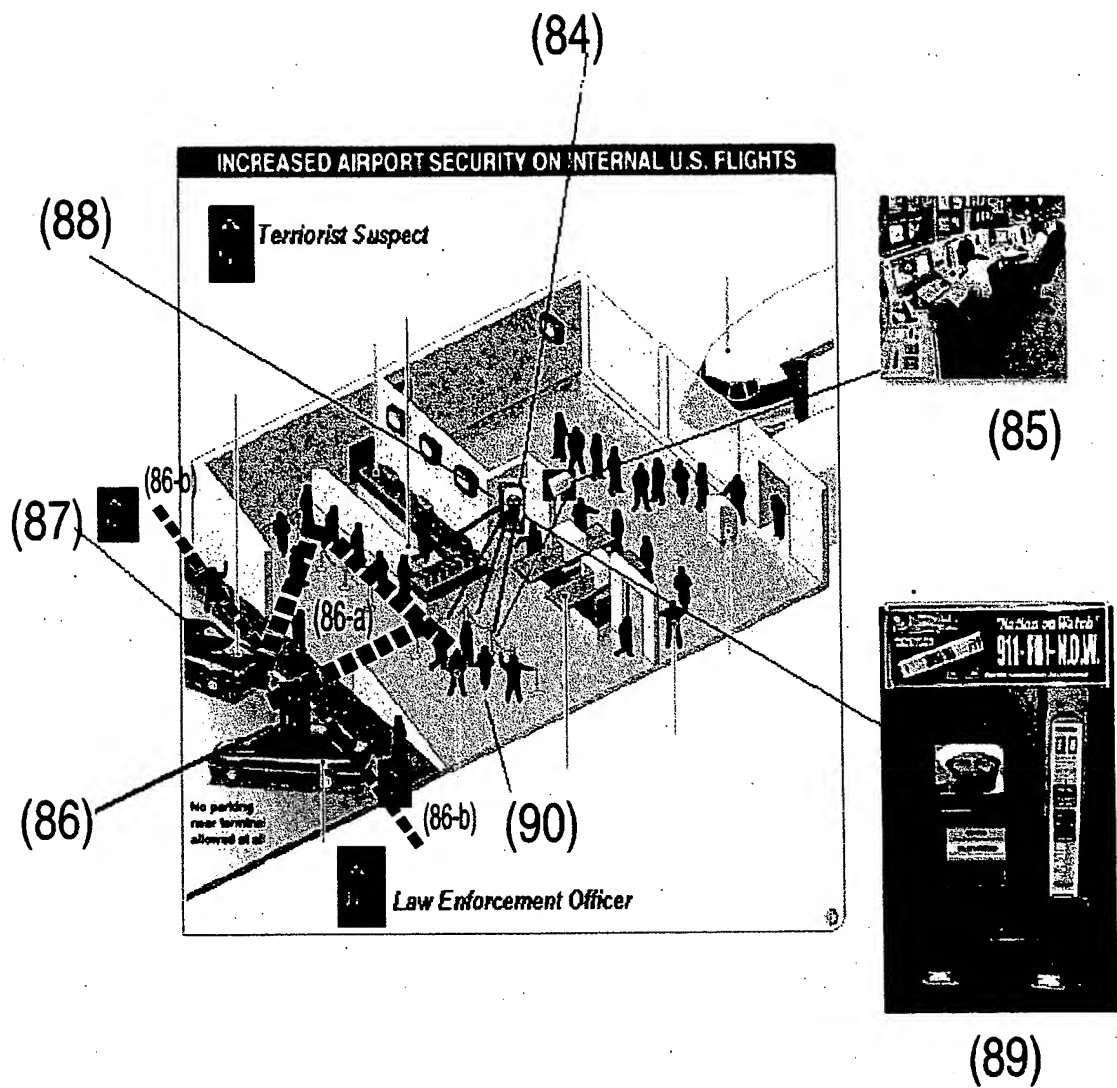 (84)
INCREASED AIRPORT SECURITY ON INTERNAL U.S. FLIGHTS
(88)
Terriorist Suspect
(85)
(86-b)
(87)
(86-a)
"Nation on Watch"
911-FBI-N.O.W.
(86)
No parking
near terminal
allowed at all
(86-b)
(90)
Law Enforcement Officer
(89)